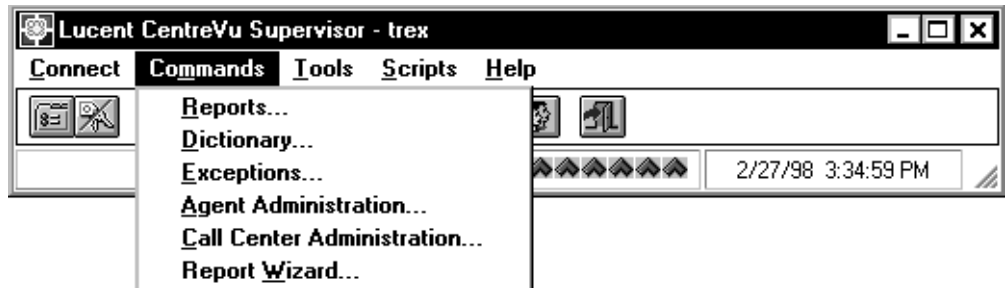 Lucent CentreVu Supervisor - trex
Connect Commands Tools Scripts Help
Reports...
Dictionary...
Exceptions...
2/27/98 3:34:59 PM
Agent Administration...
Call Center Administration...
Report Wizard...